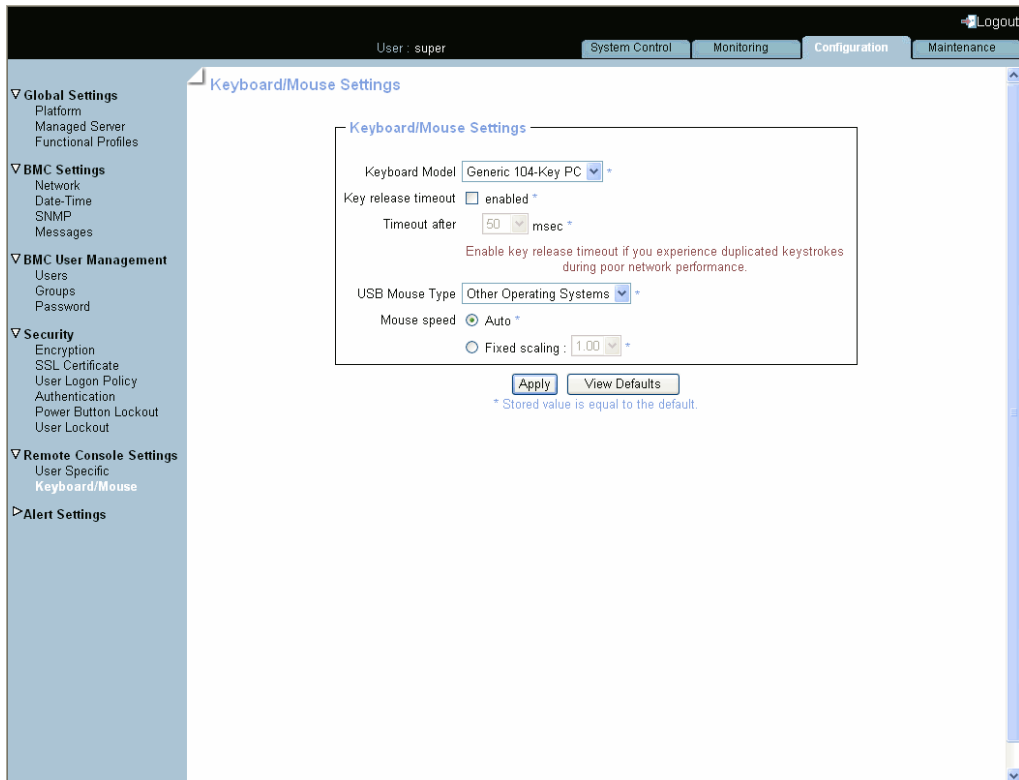 Logout
User : super
System Control
Monitoring
Configuration
Maintenance
Global Settings
Platform
Managed Server
Functional Profiles
BMC Settings
Network
Date-Time
SNMP
Messages
BMC User Management
Users
Groups
Password
Security
Encryption
SSL Certificate
User Logon Policy
Authentication
Power Button Lockout
User Lockout
Remote Console Settings
User Specific
Keyboard/Mouse
Alert Settings
Keyboard/Mouse Settings
Keyboard/Mouse Settings
Keyboard Model Generic 104-Key PC *
Key release timeout enabled *
Timeout after 50 msec *
Enable key release timeout if you experience duplicated keystrokes
during poor network performance.
USB Mouse Type Other Operating Systems *
Mouse speed Auto *
Fixed scaling : 1.00 *
Apply View Defaults
* Stored value is equal to the default.